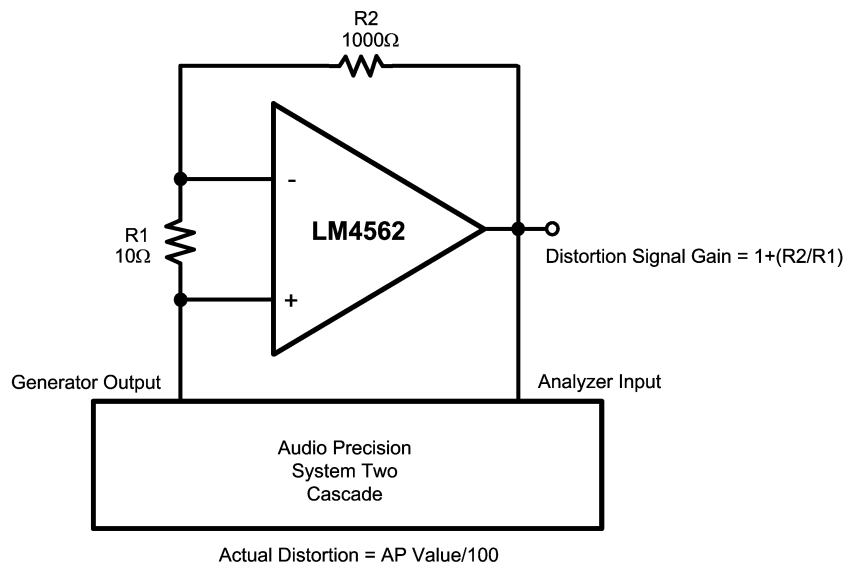 R2
1000Ω
-
LM4562
R1
10Ω
Distortion Signal Gain = 1+(R2/R1)
+
Generator Output
Analyzer Input
Audio Precision
System Two
Cascade
Actual Distortion = AP Value/100